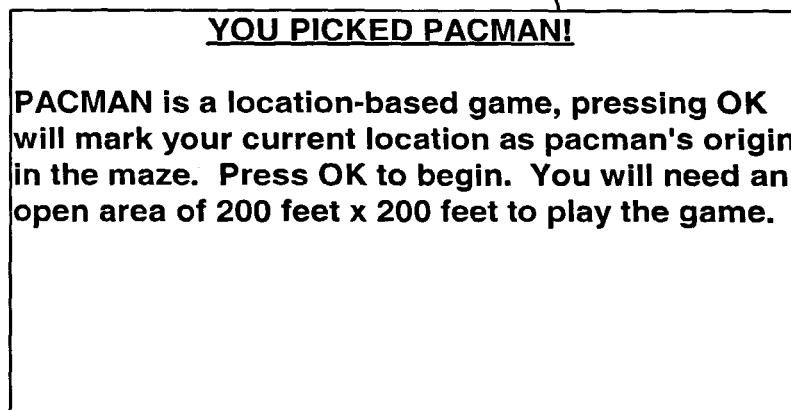 YOU PICKED PACMAN!
PACMAN is a location-based game, pressing OK
will mark your current location as pacman's origin
in the maze.  Press OK to begin.  You will need an
open area of 200 feet x 200 feet to play the game.